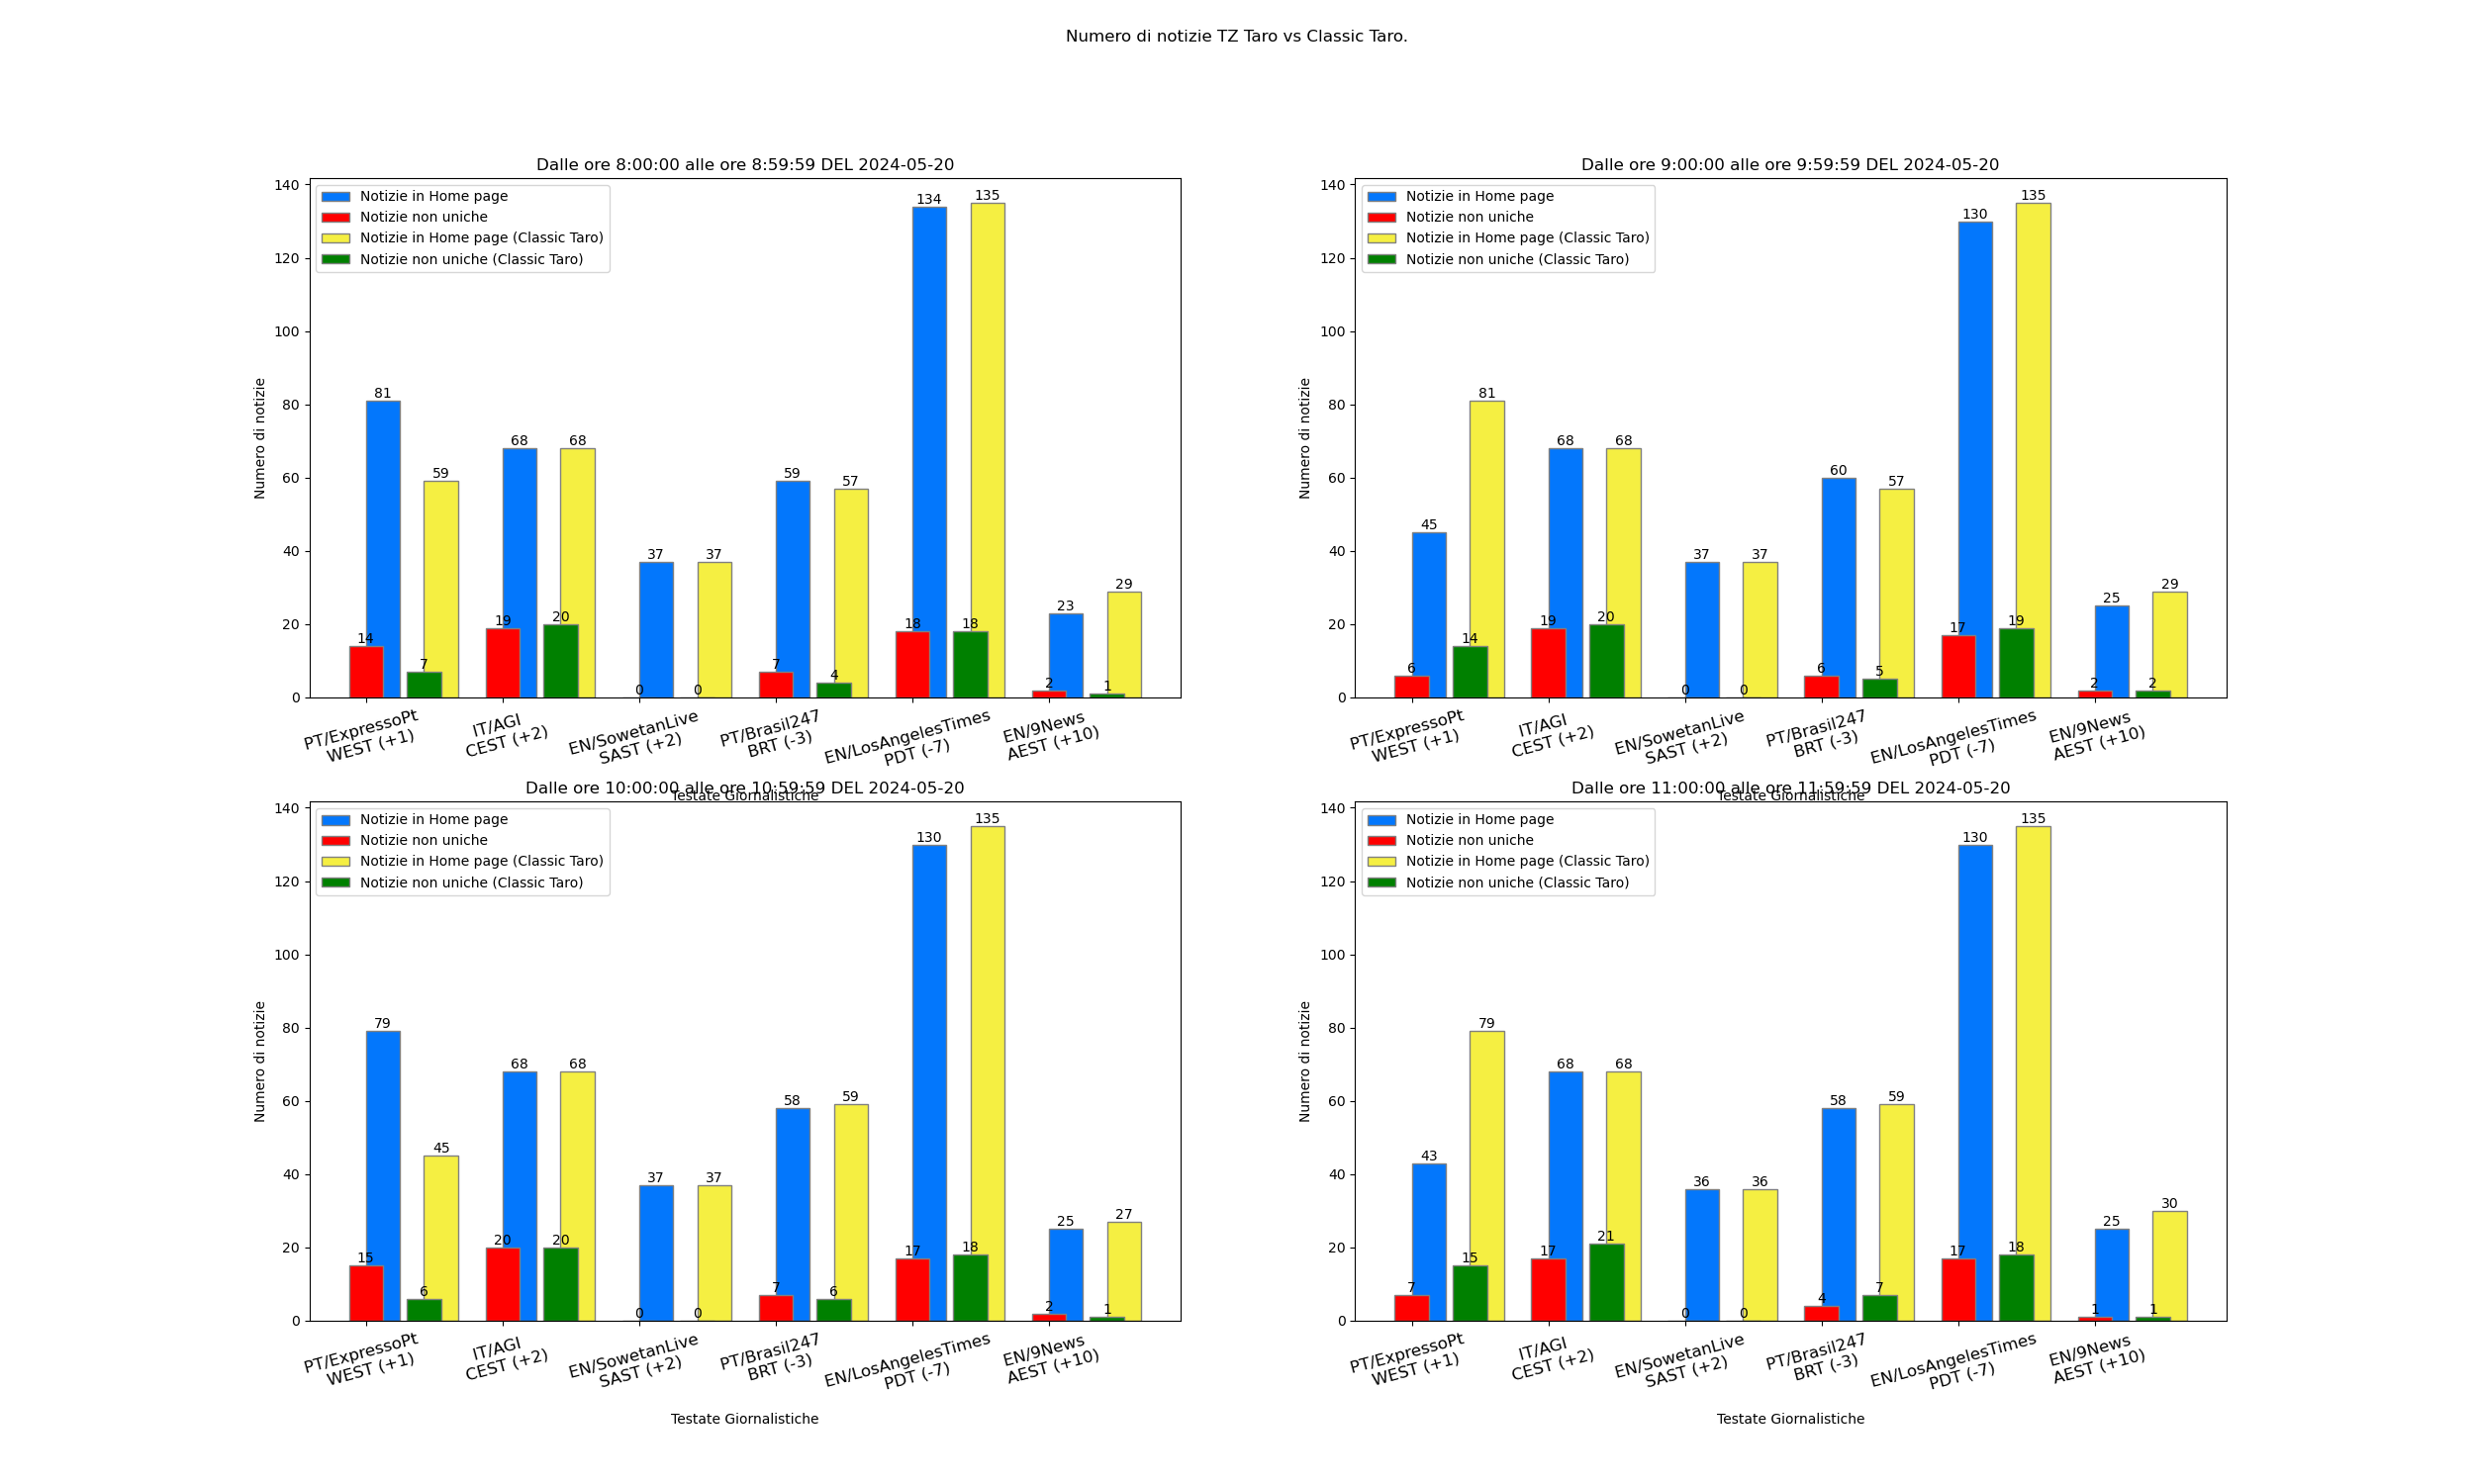 Numero di notizie TZ Taro vs Classic Taro.
Dalle ore 8:00:00 alle ore 8:59:59 DEL 2024-05-20
Notizie in Home page
Notizie non uniche
Notizie in Home page (Classic Taro)
Notizie non uniche (Classic Taro)
Numero di notizie
140
120
100
80
60
40
20
0
81
68
37
59
134
23
14
19
0
7
18
2
59
68
37
57
135
29
7
20
0
4
18
1
PT/ExpressoPt
WEST (+1)
IT/AGI
CEST (+2)
EN/SowetanLive
SAST (+2)
PT/Brasil247
BRT (-3)
EN/LosAngelesTimes
PDT (-7)
EN/9News
AEST (+10)
Testate Giornalistiche
Dalle ore 9:00:00 alle ore 9:59:59 DEL 2024-05-20
Notizie in Home page
Notizie non uniche
Notizie in Home page (Classic Taro)
Notizie non uniche (Classic Taro)
Numero di notizie
140
120
100
80
60
40
20
0
45
68
37
60
130
25
6
19
0
6
17
2
81
68
37
57
135
29
14
20
0
5
19
2
PT/ExpressoPt
WEST (+1)
IT/AGI
CEST (+2)
EN/SowetanLive
SAST (+2)
PT/Brasil247
BRT (-3)
EN/LosAngelesTimes
PDT (-7)
EN/9News
AEST (+10)
Testate Giornalistiche
Dalle ore 10:00:00 alle ore 10:59:59 DEL 2024-05-20
Notizie in Home page
Notizie non uniche
Notizie in Home page (Classic Taro)
Notizie non uniche (Classic Taro)
Numero di notizie
140
120
100
80
60
40
20
0
79
68
37
58
130
25
15
20
0
7
17
2
45
68
37
59
135
27
6
20
0
6
18
1
PT/ExpressoPt
WEST (+1)
IT/AGI
CEST (+2)
EN/SowetanLive
SAST (+2)
PT/Brasil247
BRT (-3)
EN/LosAngelesTimes
PDT (-7)
EN/9News
AEST (+10)
Testate Giornalistiche
Dalle ore 11:00:00 alle ore 11:59:59 DEL 2024-05-20
Notizie in Home page
Notizie non uniche
Notizie in Home page (Classic Taro)
Notizie non uniche (Classic Taro)
Numero di notizie
140
120
100
80
60
40
20
0
43
68
36
58
130
25
7
17
0
4
17
1
79
68
36
59
135
30
15
21
0
7
18
1
PT/ExpressoPt
WEST (+1)
IT/AGI
CEST (+2)
EN/SowetanLive
SAST (+2)
PT/Brasil247
BRT (-3)
EN/LosAngelesTimes
PDT (-7)
EN/9News
AEST (+10)
Testate Giornalistiche